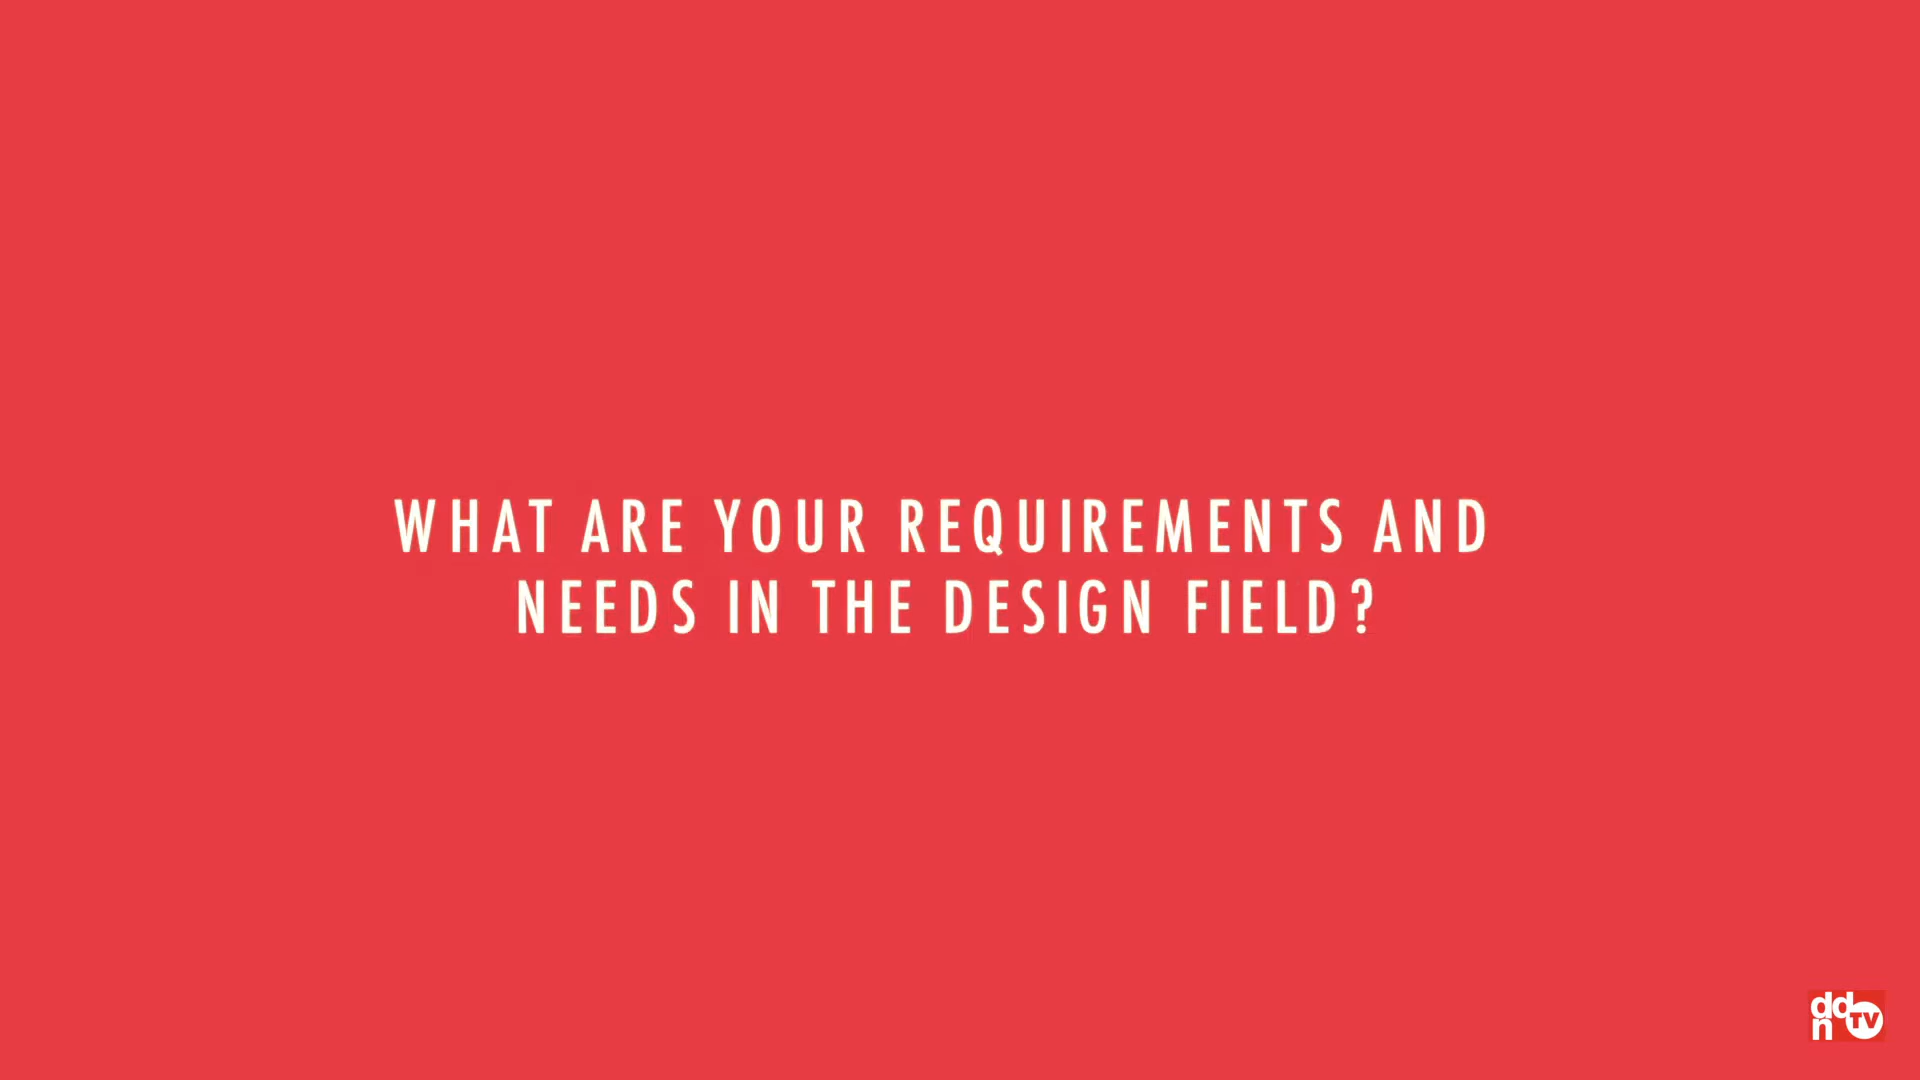 WHAT ARE YOUR REQUIREMENTS AND
NEEDS IN THE DESIGN FIELD?
ddn TV